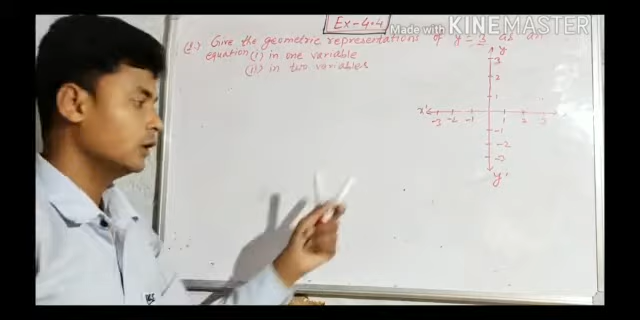 Ex-4.4
Made with KINEMASTER
Q1.> Give the geometric representations of y = 3 as an
equation (i) in one variable
(ii) in two variables
y
3
2
1
x'
-3 -2 -1 1 2 3
-1
-2
-3
y'